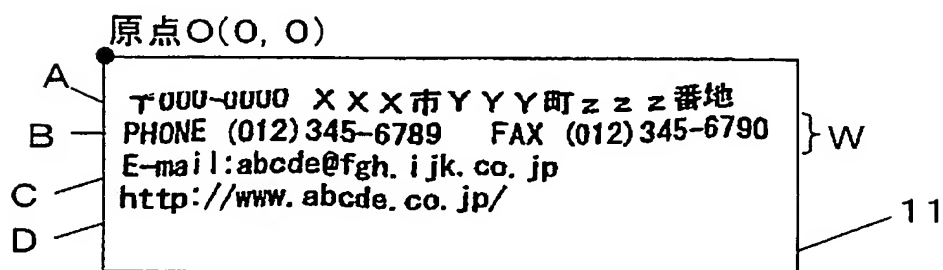 原点O(0, 0)
A
〒000-0000 XXX市YYY町zzz番地
B
PHONE (012)345-6789 FAX (012)345-6790
W
E-mail:abcde@fgh.ijk.co.jp
C
http://www.abcde.co.jp/
11
D